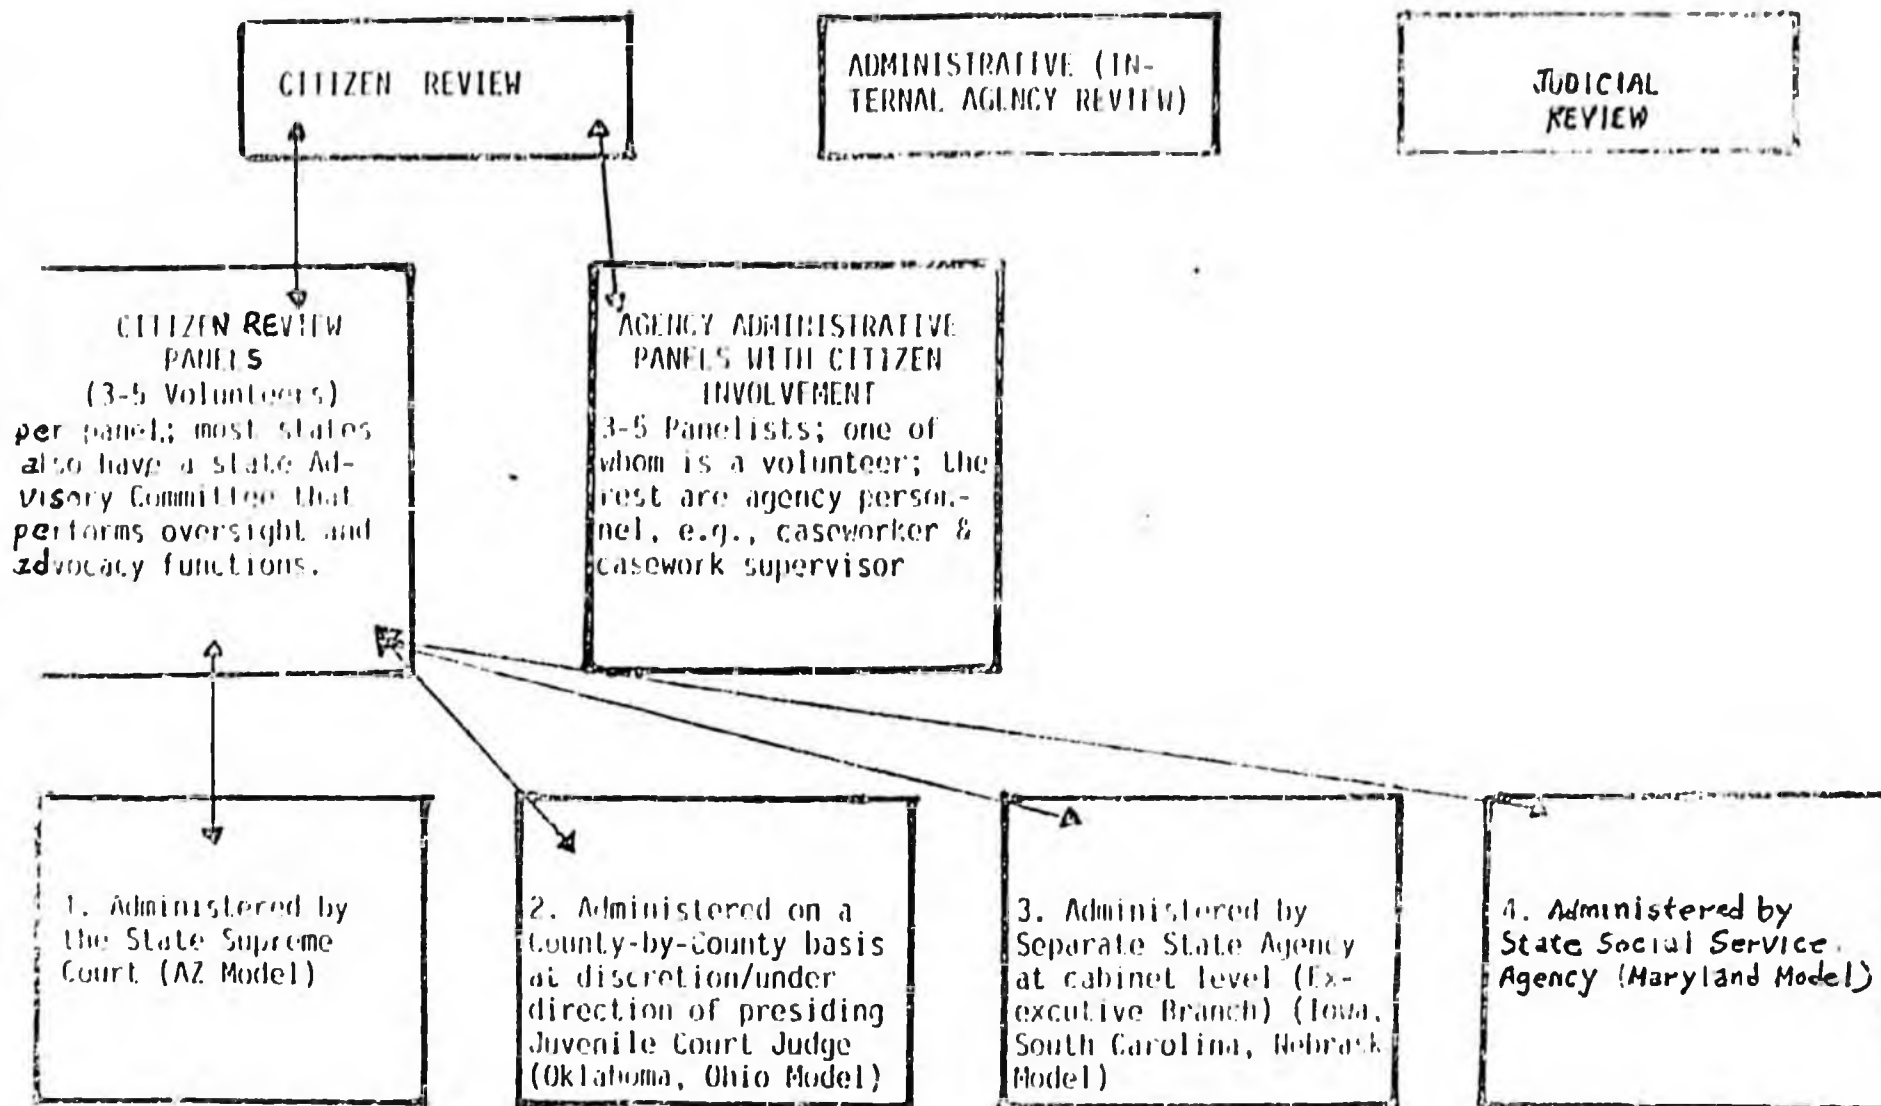 CITIZEN REVIEW
ADMINISTRATIVE (IN-
TERNAL AGENCY REVIEW)
JUDICIAL
REVIEW
CITIZEN REVIEW
PANELS
(3-5 Volunteers)
per panel; most states
also have a state Ad-
visory Committee that
performs oversight and
advocacy functions.
AGENCY ADMINISTRATIVE
PANELS WITH CITIZEN
INVOLVEMENT
3-5 Panelists; one of
whom is a volunteer; the
rest are agency person-
nel, e.g., caseworker &
casework supervisor
1. Administered by
the State Supreme
Court (AZ Model)
2. Administered on a
County-by-County basis
at discretion/under
direction of presiding
Juvenile Court Judge
(Oklahoma, Ohio Model)
3. Administered by
Separate State Agency
at cabinet level (Ex-
executive Branch) (Iowa,
South Carolina, Nebrask
Model)
4. Administered by
State Social Service
Agency (Maryland Model)